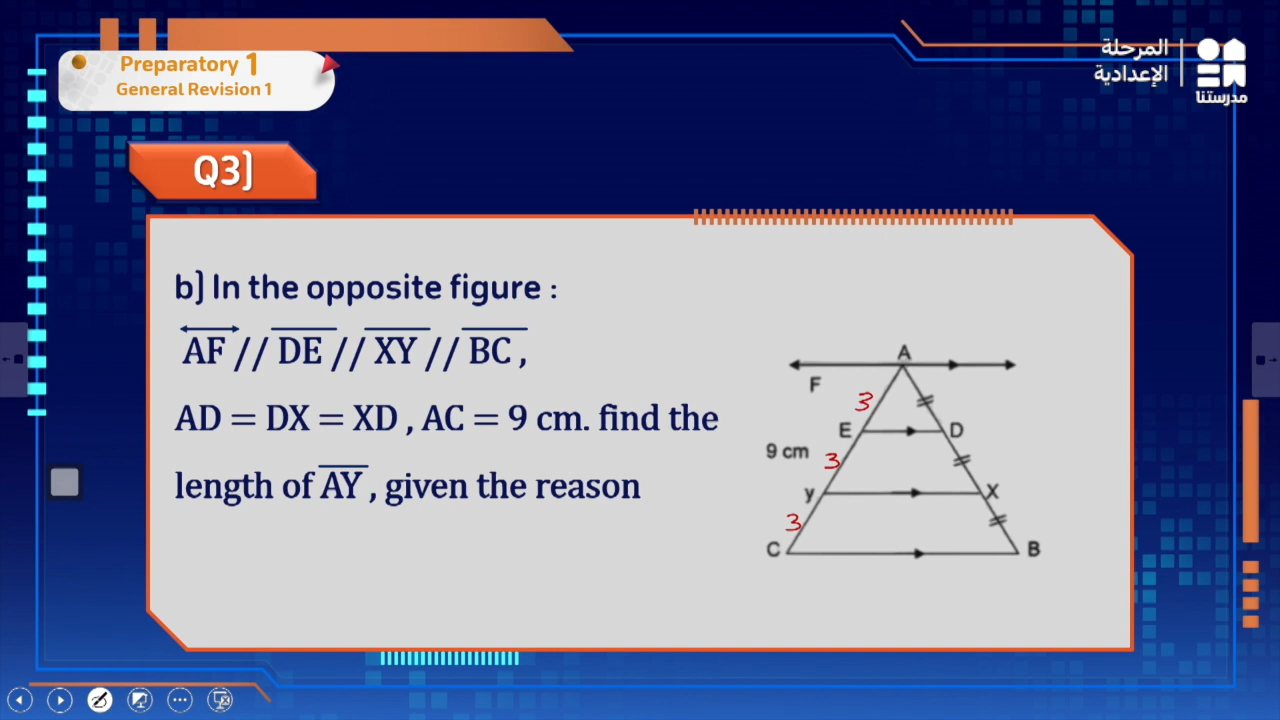 Preparatory 1
General Revision 1
المرحلة
الإعدادية
مدرستنا
Q3]
b] In the opposite figure :
AF // DE // XY // BC ,
AD = DX = XD , AC = 9 cm. find the
length of AY , given the reason
A
F
3
E
D
9 cm
3
y
X
3
C
B